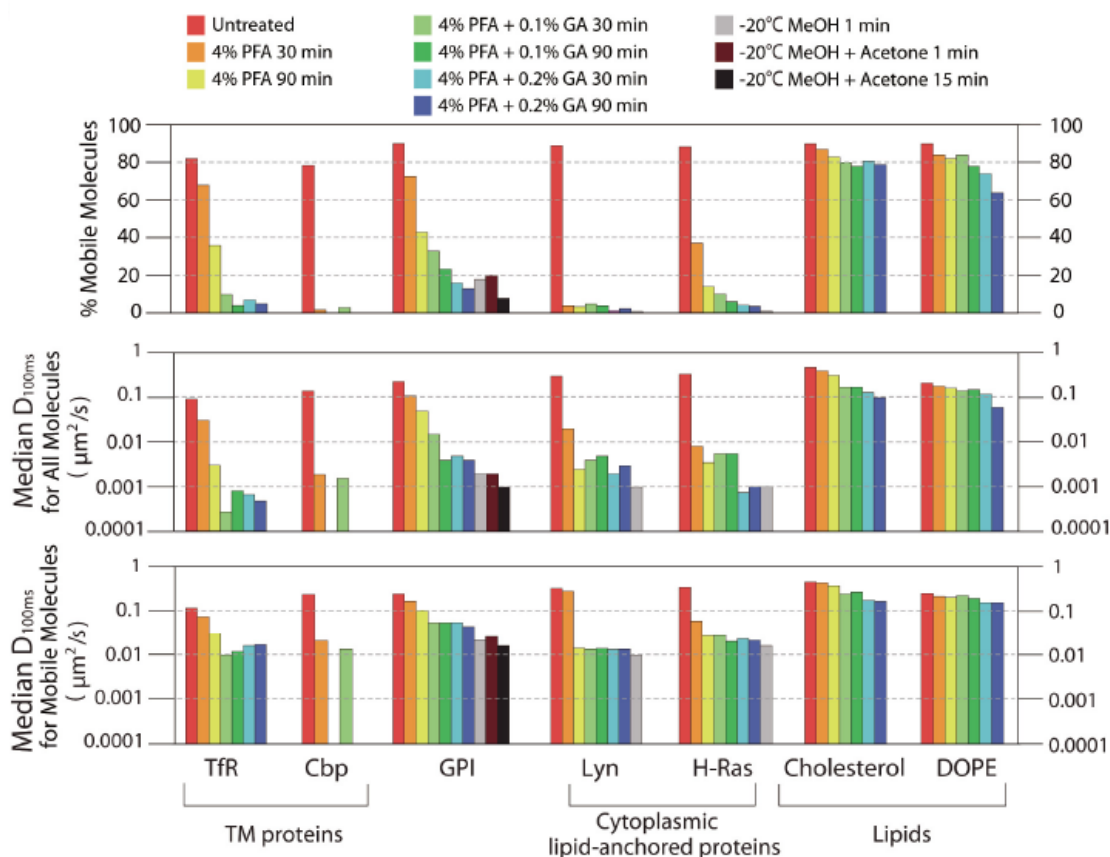 Untreated
4% PFA 30 min
4% PFA 90 min
4% PFA + 0.1% GA 30 min
4% PFA + 0.1% GA 90 min
4% PFA + 0.2% GA 30 min
4% PFA + 0.2% GA 90 min
-20°C MeOH 1 min
-20°C MeOH + Acetone 1 min
-20°C MeOH + Acetone 15 min
% Mobile Molecules
100
80
60
40
20
0
100
80
60
40
20
0
Median D100ms
for All Molecules
( μm²/s)
1
0.1
0.01
0.001
0.0001
1
0.1
0.01
0.001
0.0001
Median D100ms
for Mobile Molecules
( μm²/s)
1
0.1
0.01
0.001
0.0001
1
0.1
0.01
0.001
0.0001
TfR
Cbp
GPI
Lyn
H-Ras
Cholesterol
DOPE
TM proteins
Cytoplasmic
lipid-anchored proteins
Lipids